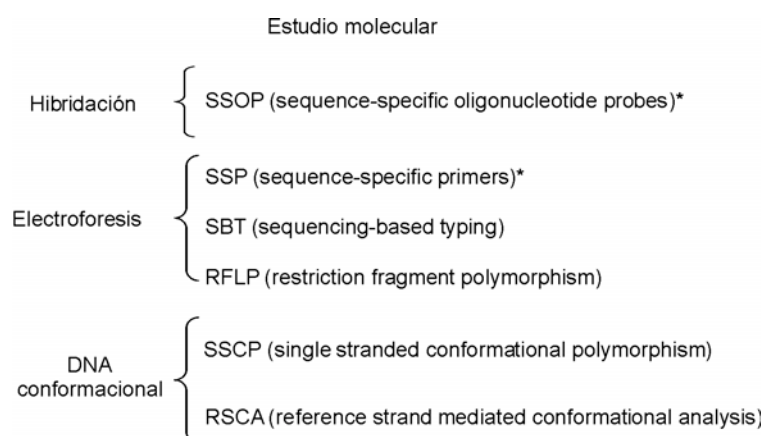 Estudio molecular
Hibridación
SSOP (sequence-specific oligonucleotide probes)*
Electroforesis
SSP (sequence-specific primers)*
SBT (sequencing-based typing)
RFLP (restriction fragment polymorphism)
DNA
conformacional
SSCP (single stranded conformational polymorphism)
RSCA (reference strand mediated conformational analysis)